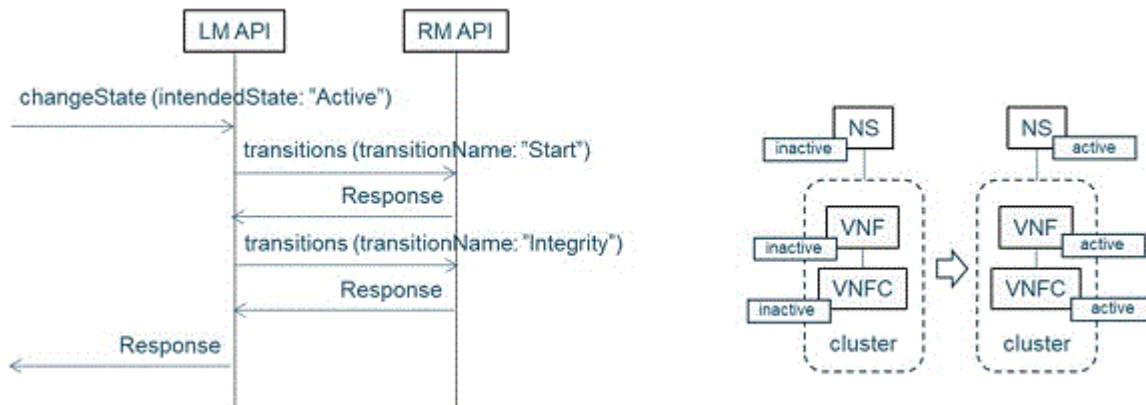 LM API
RM API
changeState (intendedState: "Active")
transitions (transitionName: "Start")
Response
transitions (transitionName: "Integrity")
Response
Response
NS
inactive
VNF
inactive
VNFC
inactive
cluster
NS
active
VNF
active
VNFC
active
cluster